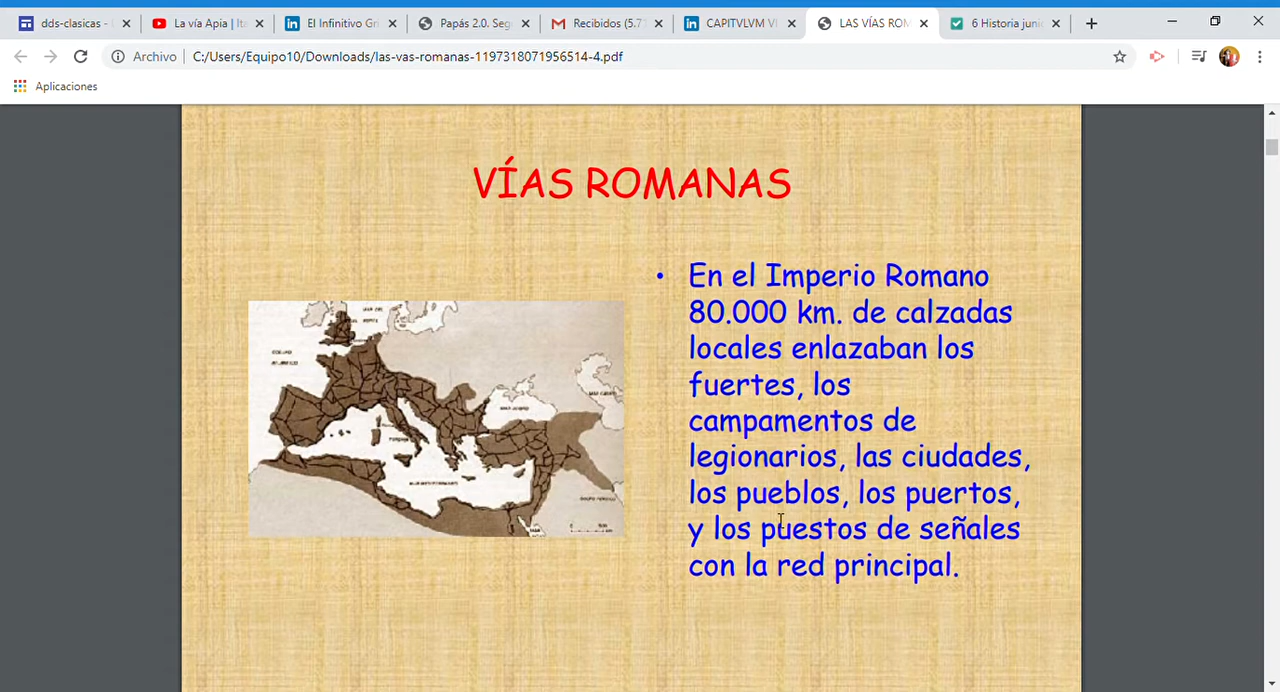 dds-clasicas -
La vía Apia | Ita
El Infinitivo Gri
Papás 2.0. Seg
Recibidos (5.71
CAPITVLVM VI
LAS VÍAS ROM
6 Historia juni
Archivo
C:/Users/Equipo10/Downloads/las-vas-romanas-1197318071956514-4.pdf
Aplicaciones
VÍAS ROMANAS
• En el Imperio Romano
80.000 km. de calzadas
locales enlazaban los
fuertes, los
campamentos de
legionarios, las ciudades,
los pueblos, los puertos,
y los puestos de señales
con la red principal.